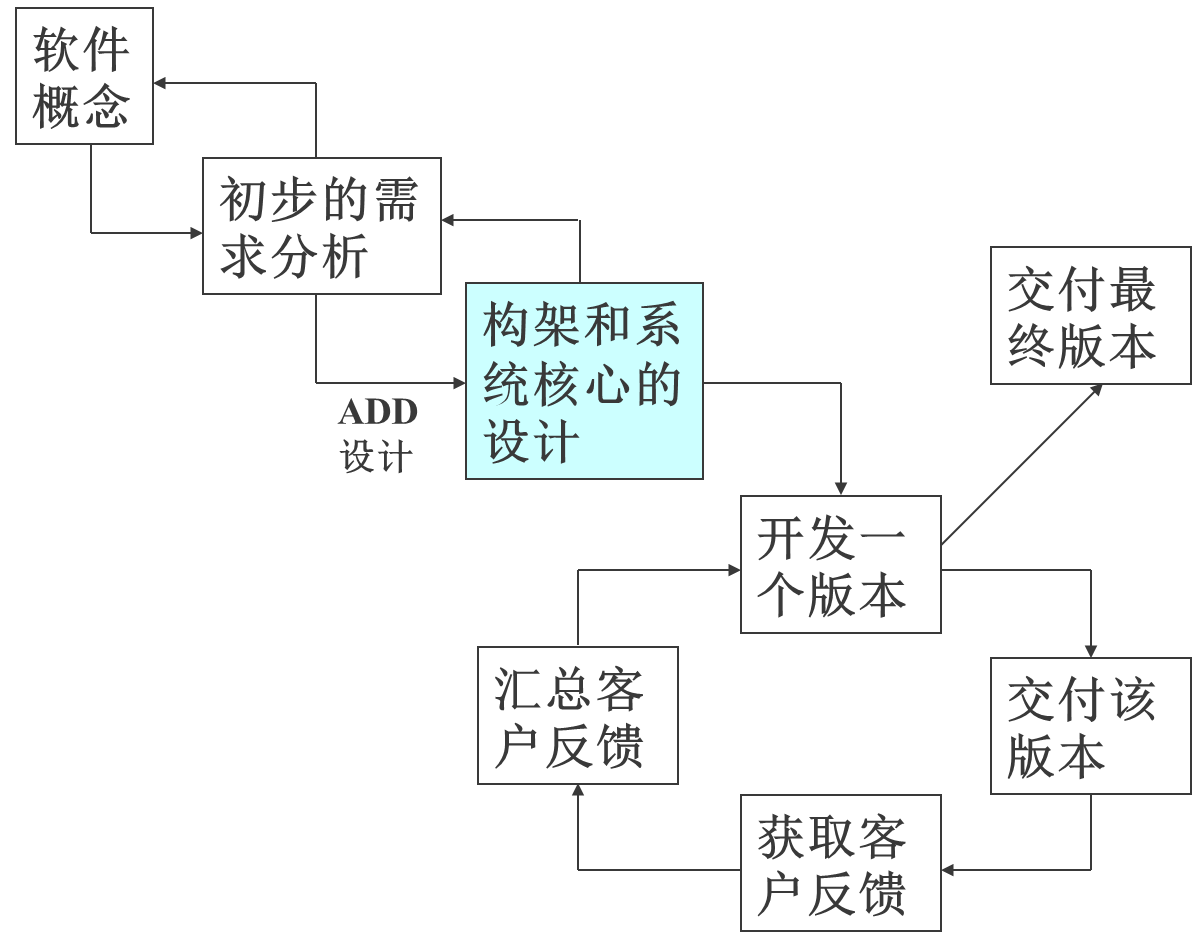 软件
概念
初步的需
求分析
构架和系
统核心的
设计
ADD
设计
交付最
终版本
开发一
个版本
汇总客
户反馈
交付该
版本
获取客
户反馈